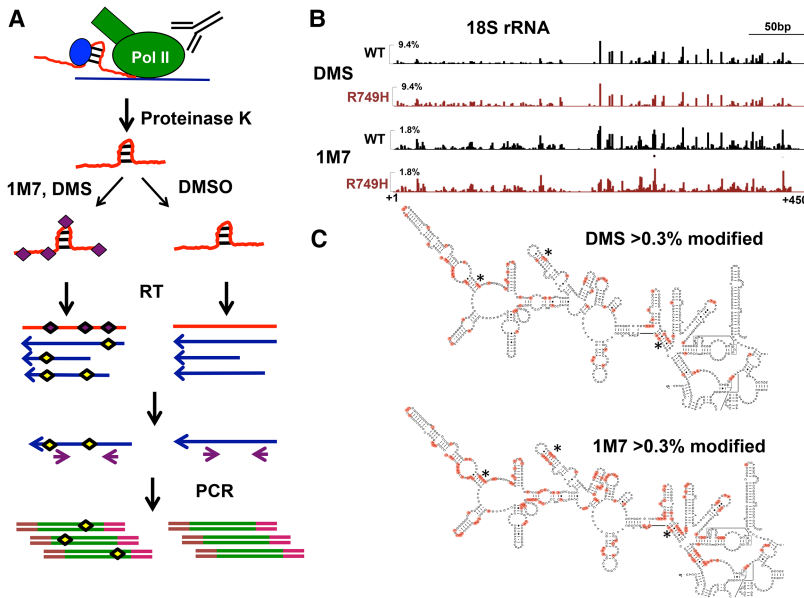 A
Pol II
Proteinase K
1M7, DMS
DMSO
RT
PCR
B
18S rRNA
50bp
WT
9.4%
DMS
R749H
9.4%
WT
1.8%
1M7
R749H
1.8%
+1
+450
C
DMS >0.3% modified
*
*
*
1M7 >0.3% modified
*
*
*